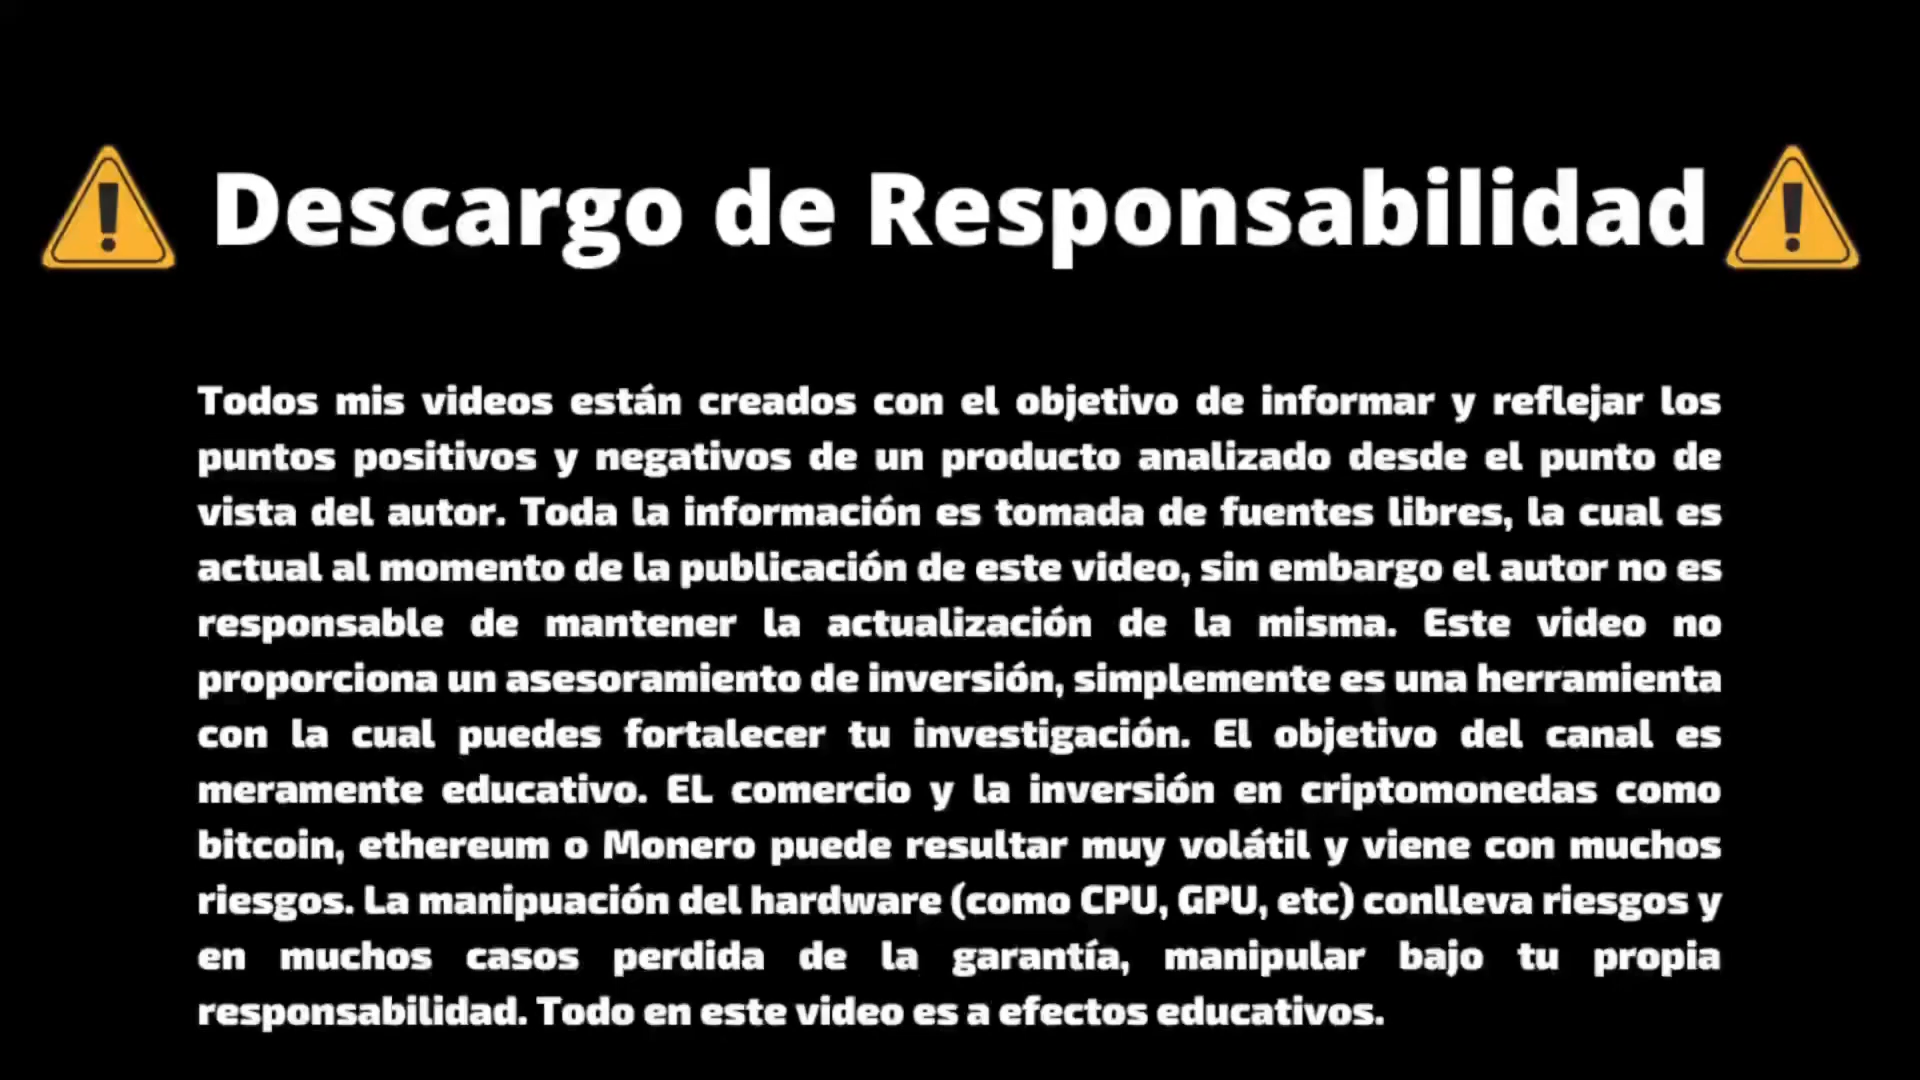 Descargo de Responsabilidad
Todos mis videos están creados con el objetivo de informar y reflejar los
puntos positivos y negativos de un producto analizado desde el punto de
vista del autor. Toda la información es tomada de fuentes libres, la cual es
actual al momento de la publicación de este video, sin embargo el autor no es
responsable de mantener la actualización de la misma. Este video no
proporciona un asesoramiento de inversión, simplemente es una herramienta
con la cual puedes fortalecer tu investigación. El objetivo del canal es
meramente educativo. EL comercio y la inversión en criptomonedas como
bitcoin, ethereum o Monero puede resultar muy volátil y viene con muchos
riesgos. La manipuación del hardware (como CPU, GPU, etc) conlleva riesgos y
en muchos casos perdida de la garantía, manipular bajo tu propia
responsabilidad. Todo en este video es a efectos educativos.